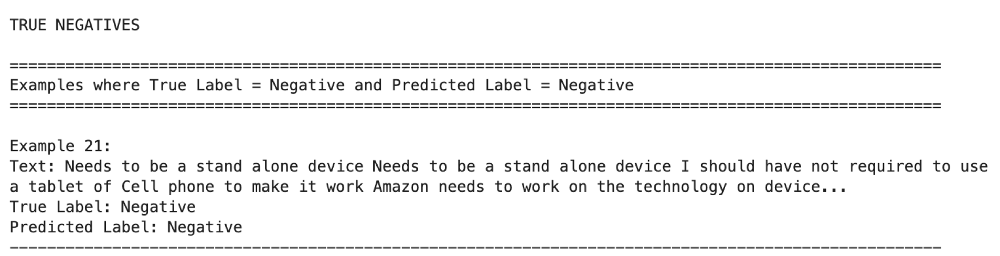 TRUE NEGATIVES
====================================================================================================
Examples where True Label = Negative and Predicted Label = Negative
====================================================================================================
Example 21:
Text: Needs to be a stand alone device Needs to be a stand alone device I should have not required to use
a tablet of Cell phone to make it work Amazon needs to work on the technology on device...
True Label: Negative
Predicted Label: Negative
----------------------------------------------------------------------------------------------------